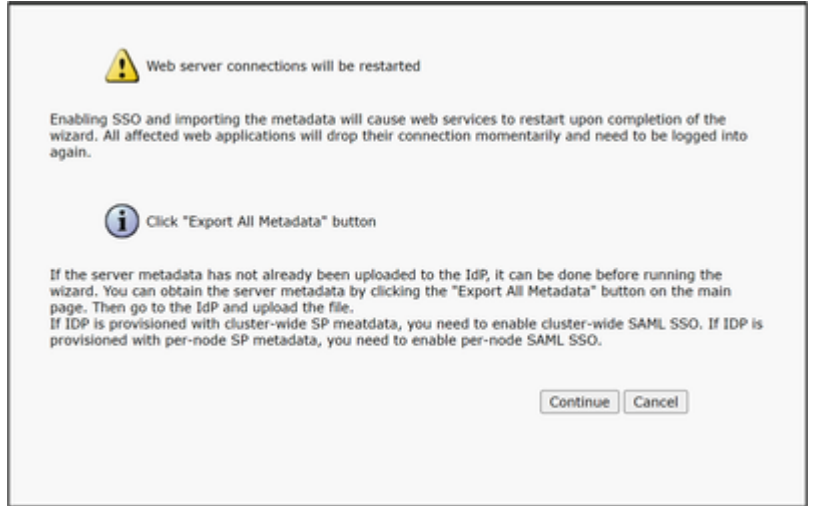 Web server connections will be restarted
Enabling SSO and importing the metadata will cause web services to restart upon completion of the
wizard. All affected web applications will drop their connection momentarily and need to be logged into
again.
Click "Export All Metadata" button
If the server metadata has not already been uploaded to the IdP, it can be done before running the
wizard. You can obtain the server metadata by clicking the "Export All Metadata" button on the main
page. Then go to the IdP and upload the file.
If IDP is provisioned with cluster-wide SP meatdata, you need to enable cluster-wide SAML SSO. If IDP is
provisioned with per-node SP metadata, you need to enable per-node SAML SSO.
Continue Cancel